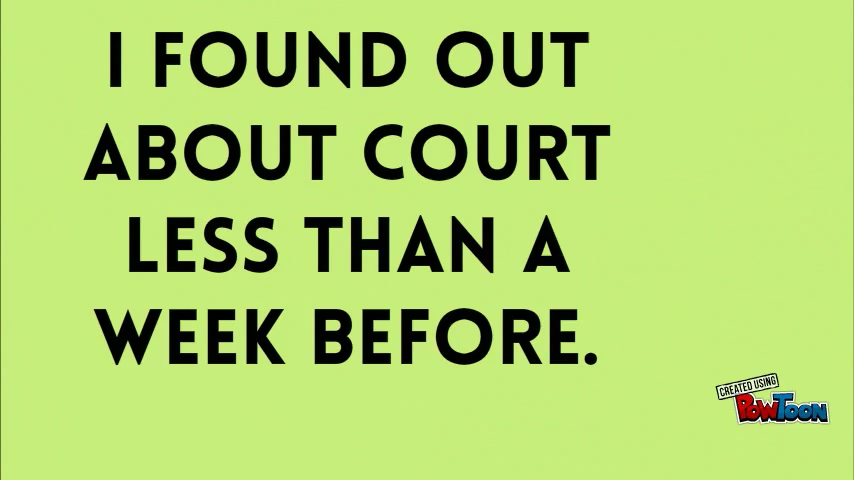 I FOUND OUT
ABOUT COURT
LESS THAN A
WEEK BEFORE.
CREATED USING
POWTOON